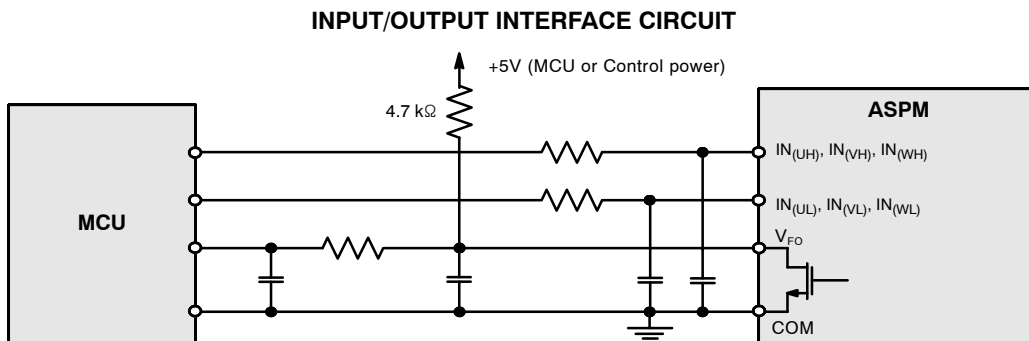 INPUT/OUTPUT INTERFACE CIRCUIT
+5V (MCU or Control power)
4.7 kΩ
ASPM
IN(UH), IN(VH), IN(WH)
IN(UL), IN(VL), IN(WL)
MCU
VFO
COM